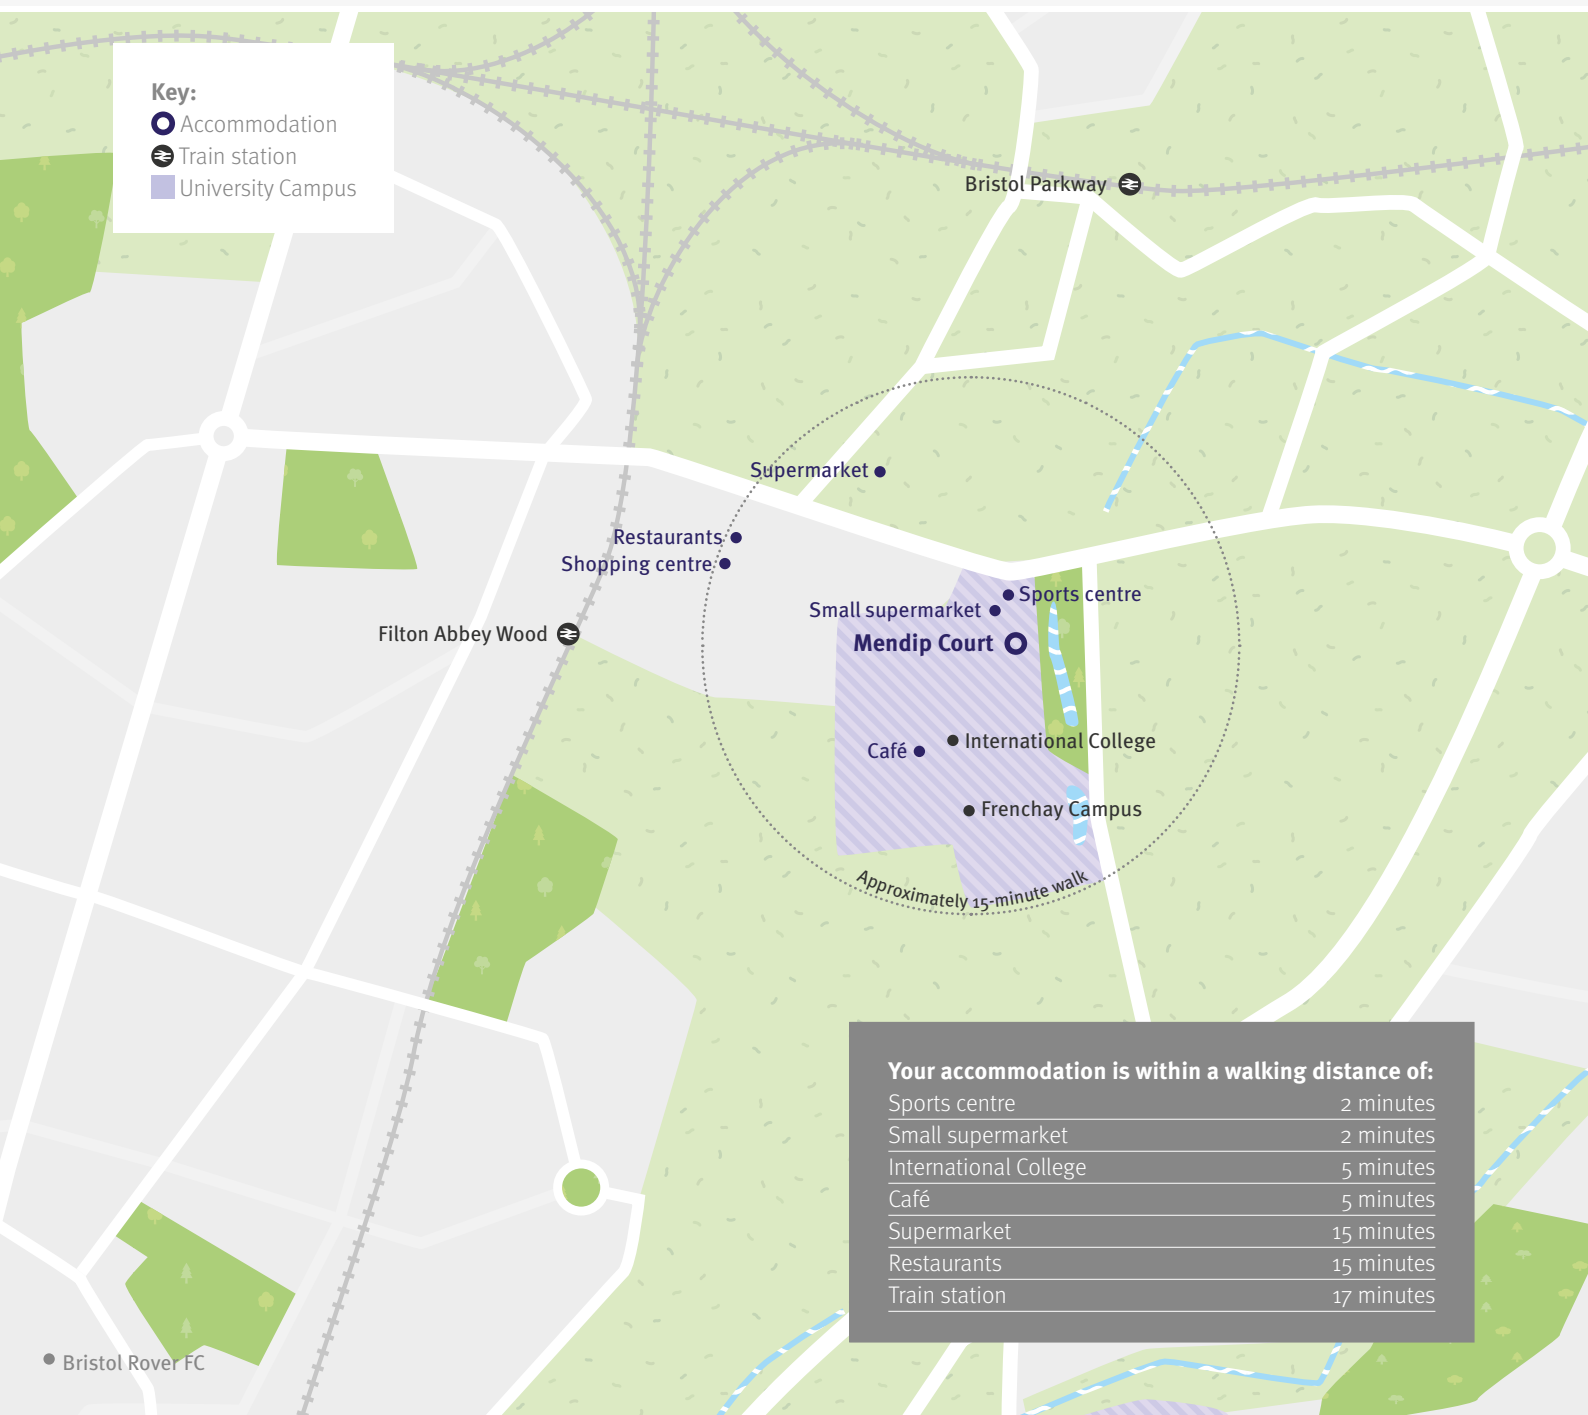 Key:
Accommodation
Train station
University Campus
Bristol Parkway
Supermarket
Restaurants
Shopping centre
Sports centre
Small supermarket
Filton Abbey Wood
Mendip Court
International College
Café
Frenchay Campus
Approximately 15-minute walk
Your accommodation is within a walking distance of:
Sports centre 2 minutes
Small supermarket 2 minutes
International College 5 minutes
Café 5 minutes
Supermarket 15 minutes
Restaurants 15 minutes
Train station 17 minutes
Bristol Rover FC